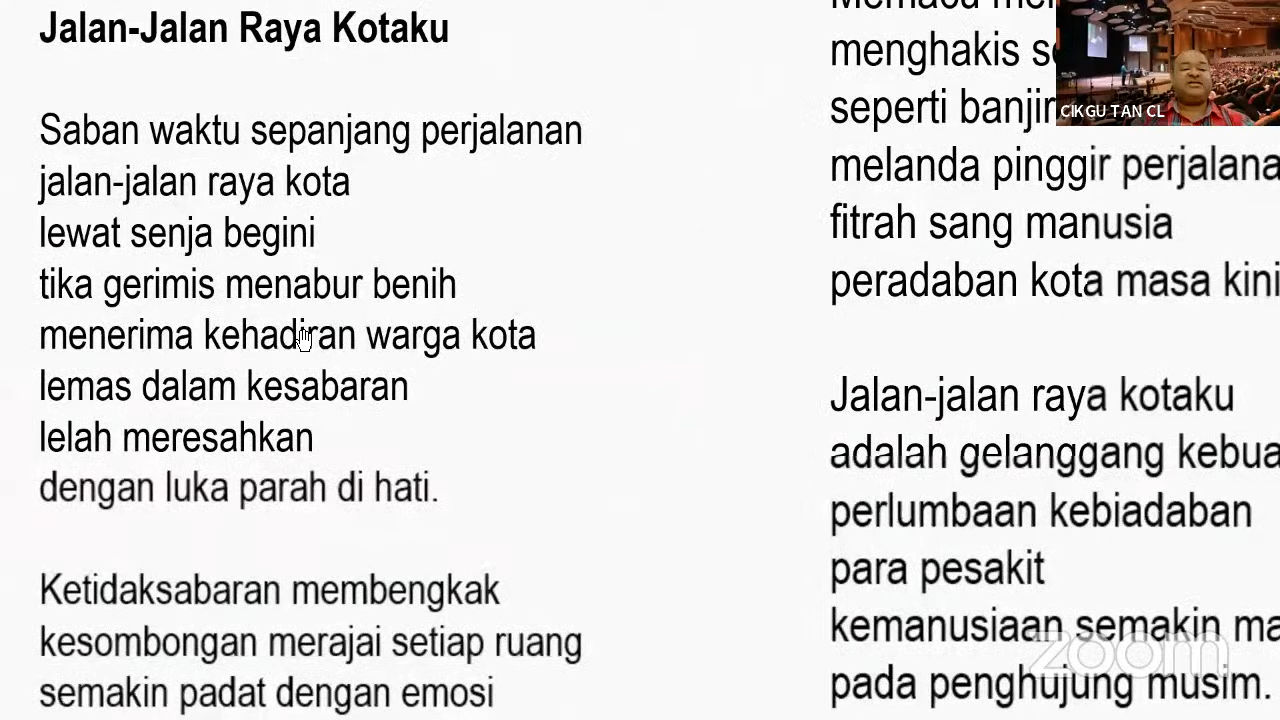 Jalan-Jalan Raya Kotaku
Saban waktu sepanjang perjalanan
jalan-jalan raya kota
lewat senja begini
tika gerimis menabur benih
menerima kehadiran warga kota
lemas dalam kesabaran
lelah meresahkan
dengan luka parah di hati.
Ketidaksabaran membengkak
kesombongan merajai setiap ruang
semakin padat dengan emosi
menghakis
seperti banjir
melanda pinggir
fitrah sang manusia
peradaban kota masa kini
Jalan-jalan raya kotaku
adalah gelanggang
perlumbaan kebiadaban
para pesakit
kemanusiaan semakin
pada penghujung musim.
CIKGU TAN CL
zoom